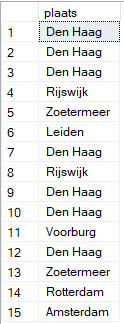 plaats
1 Den Haag
2 Den Haag
3 Den Haag
4 Rijswijk
5 Zoetermeer
6 Leiden
7 Den Haag
8 Rijswijk
9 Den Haag
10 Den Haag
11 Voorburg
12 Den Haag
13 Zoetermeer
14 Rotterdam
15 Amsterdam